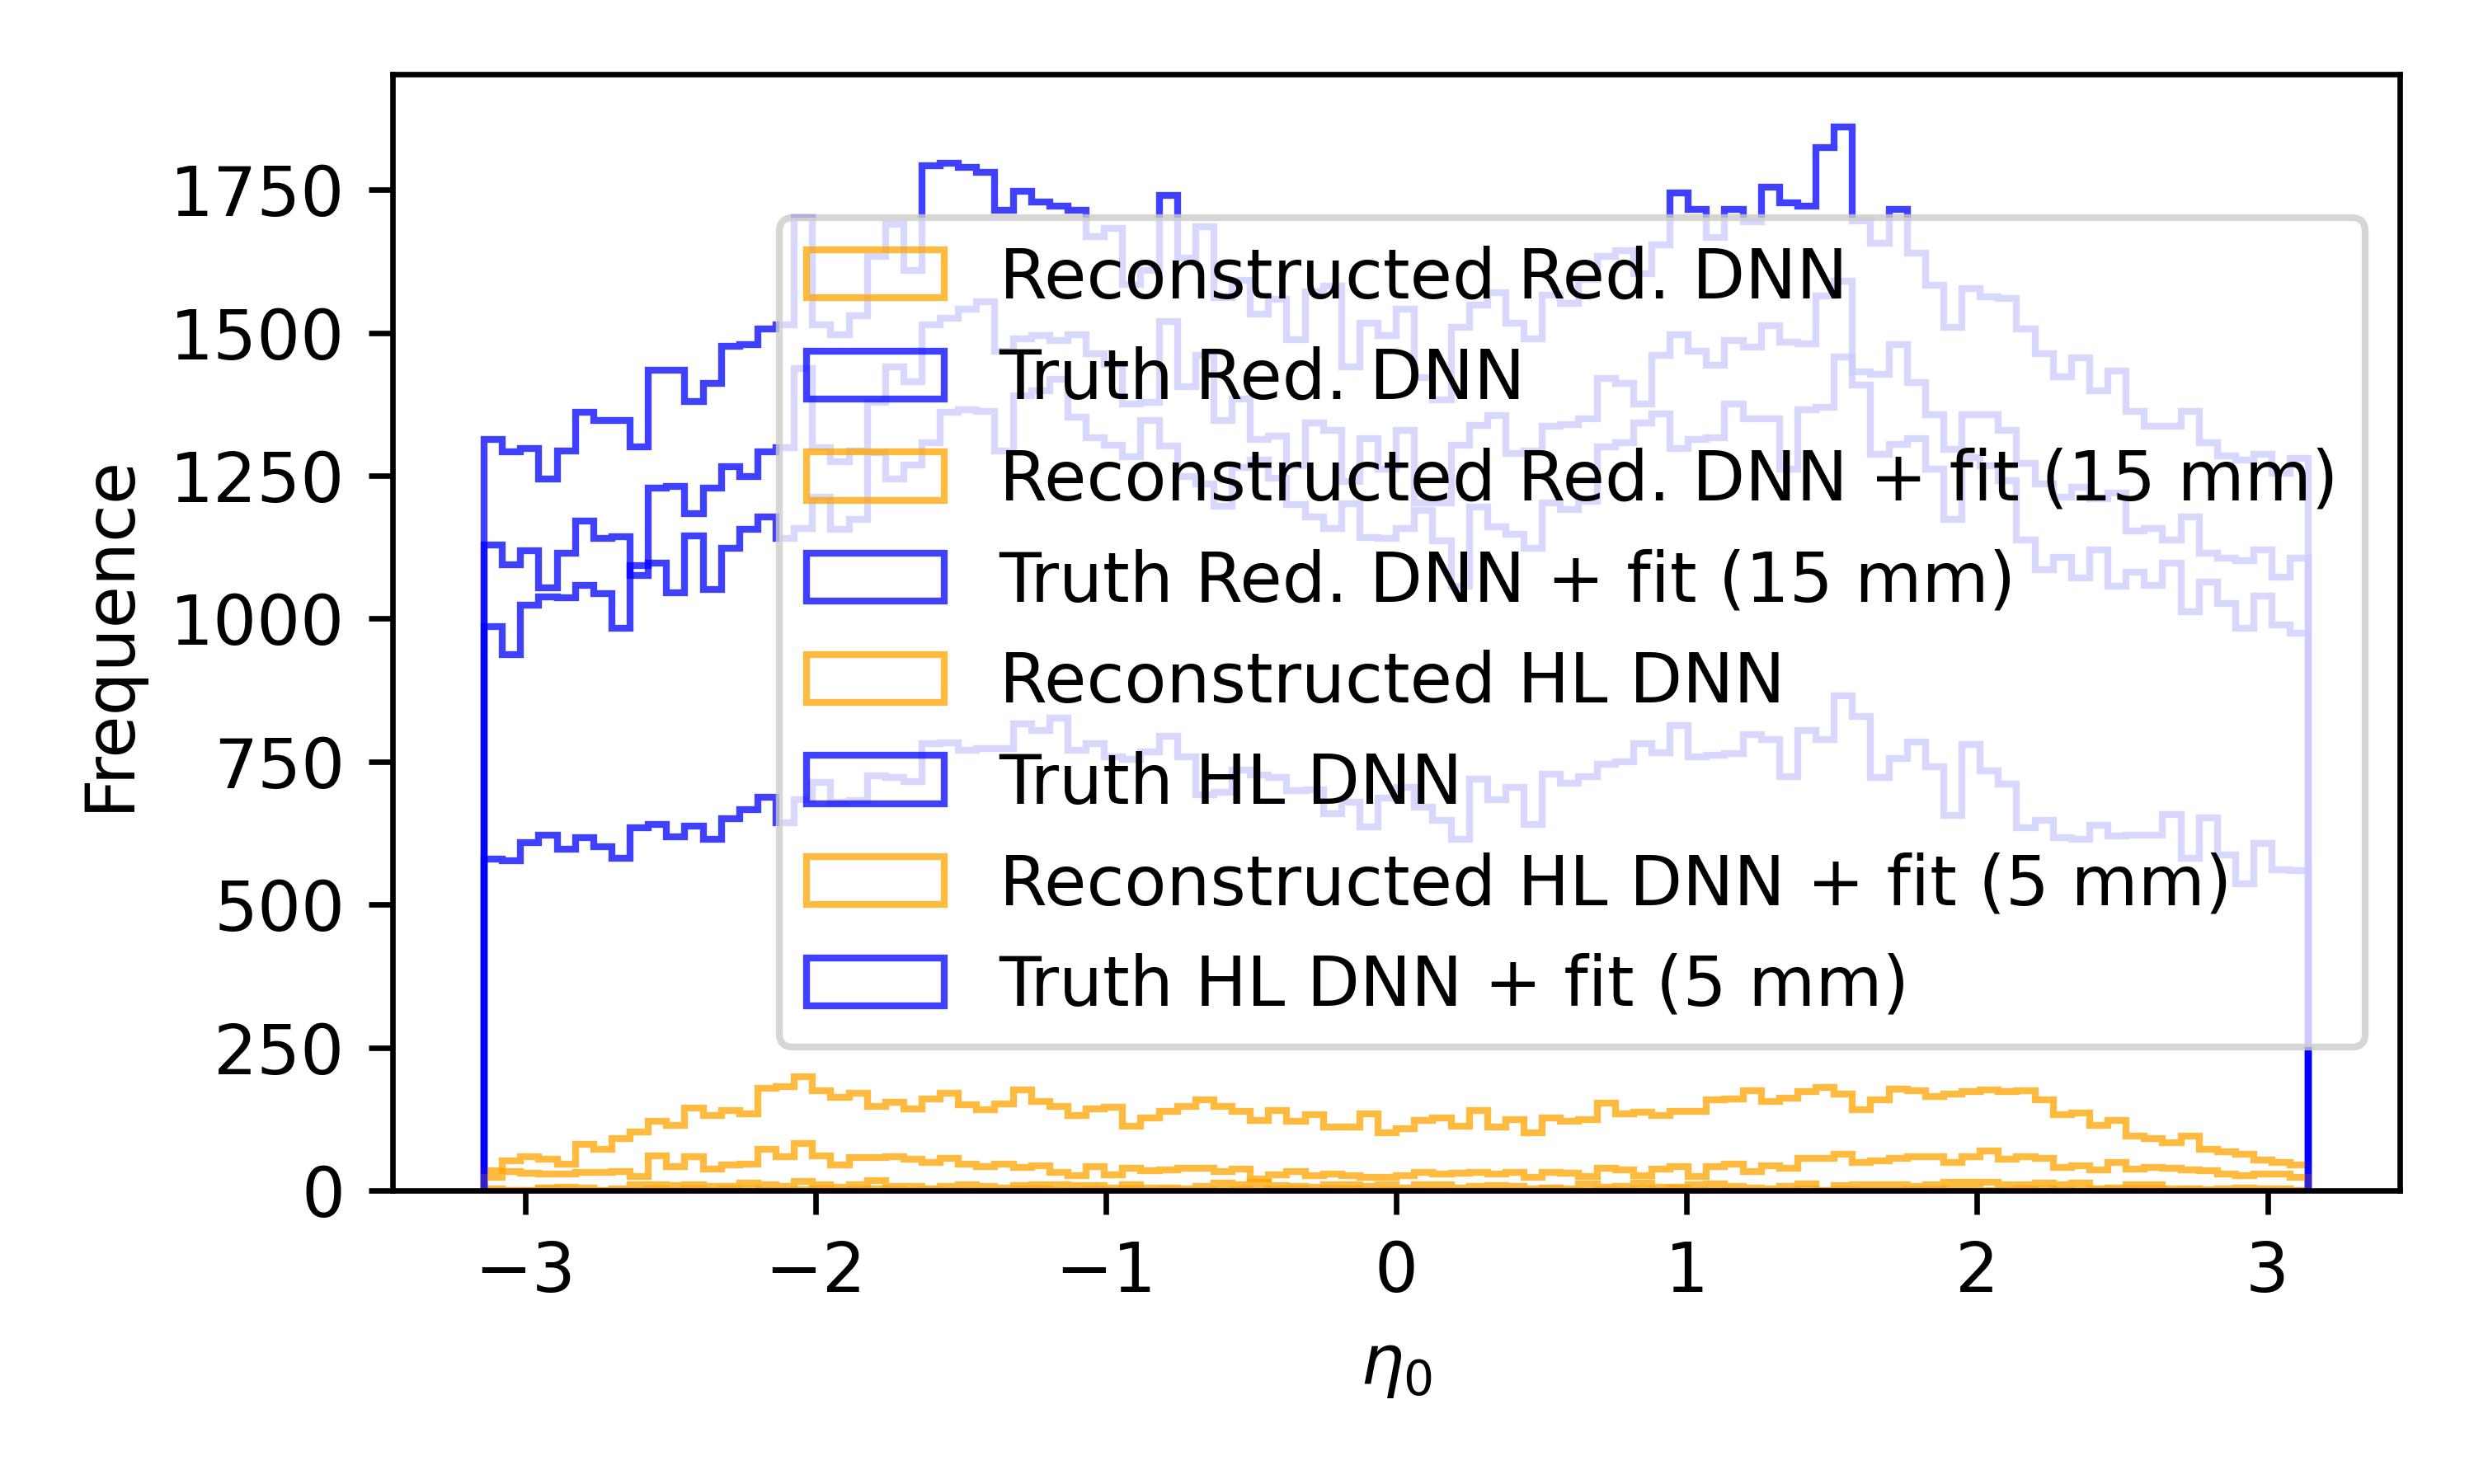 1750
1500
1250
1000
750
500
250
0
Frequence
Reconstructed Red. DNN
Truth Red. DNN
Reconstructed Red. DNN + fit (15 mm)
Truth Red. DNN + fit (15 mm)
Reconstructed HL DNN
Truth HL DNN
Reconstructed HL DNN + fit (5 mm)
Truth HL DNN + fit (5 mm)
−3 −2 −1 0 1 2 3
η₀